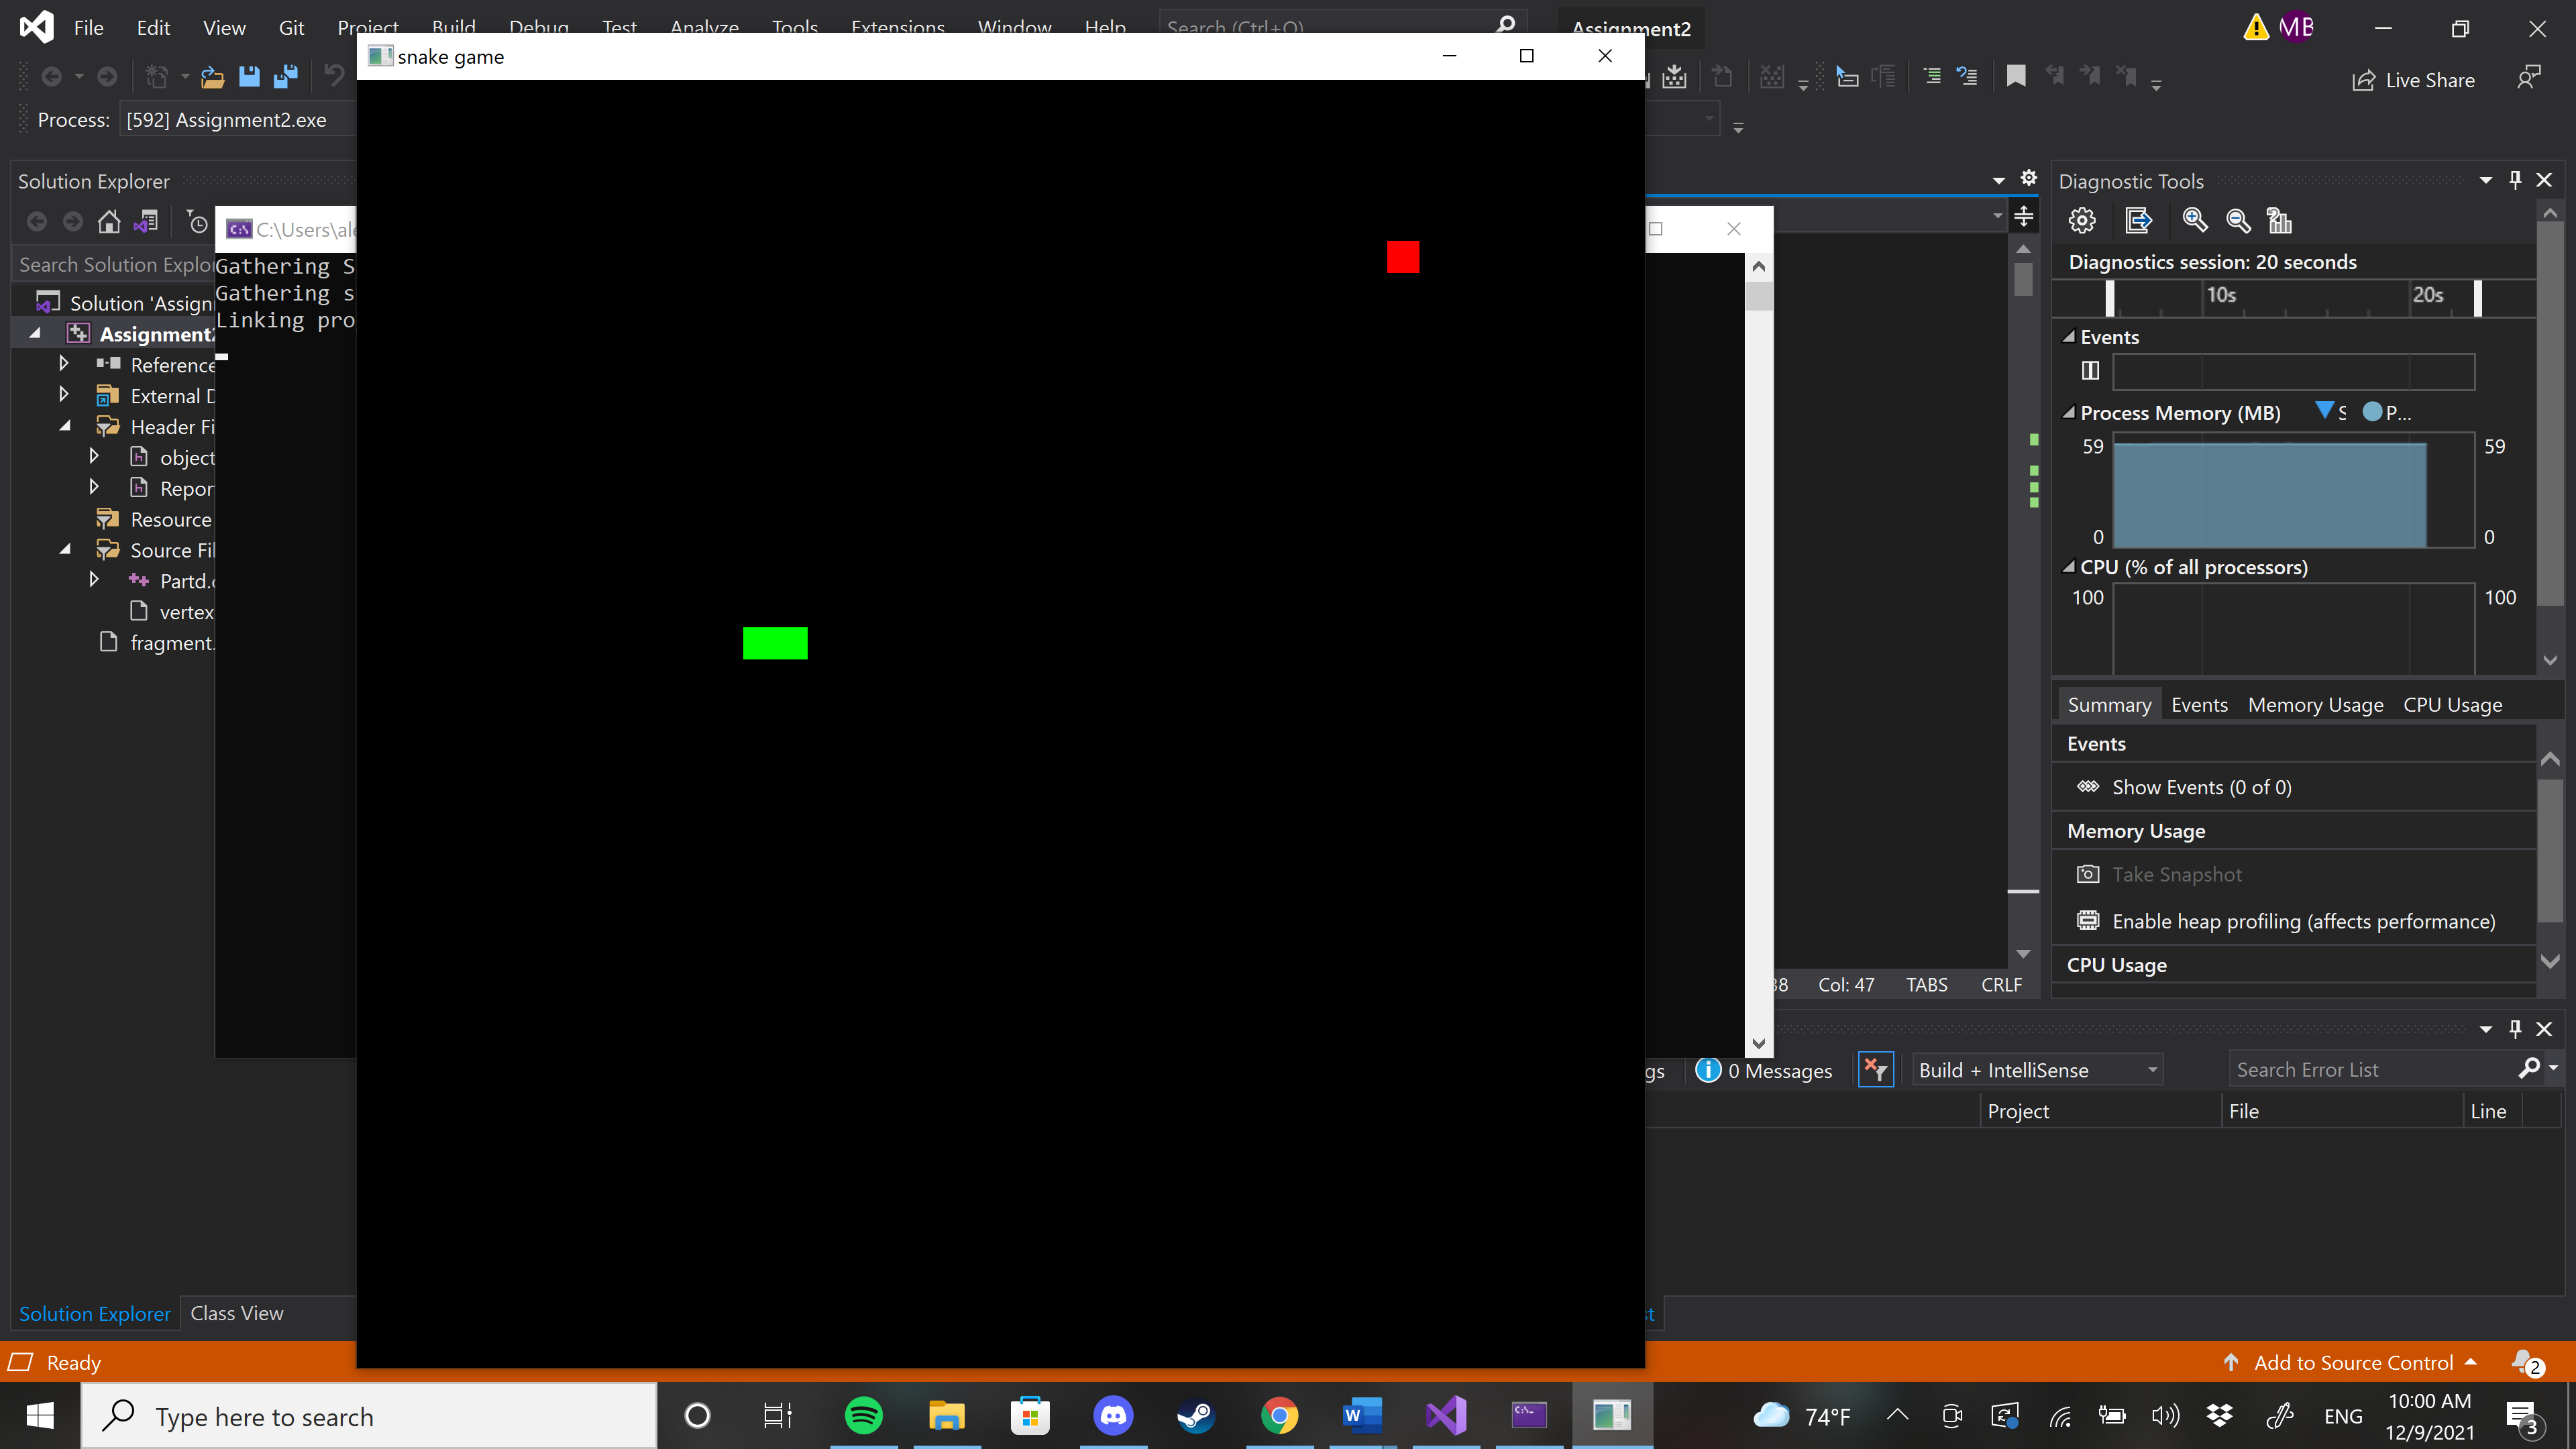 File Edit View Git Project Build Debug Test Analyze Tools Extensions Window Help Search (Ctrl+Q) Assignment2 MB
snake game
Live Share
Process: [592] Assignment2.exe
Solution Explorer
Diagnostic Tools
C:\Users\ale
Search Solution Explo
Gathering S
Gathering s
Linking pro
Diagnostics session: 20 seconds
10s 20s
Solution 'Assign
Assignment2
Reference
External D
Header Fi
object
Repor
Resource
Source Fil
Partd.c
vertex
fragment.
Events
Process Memory (MB) S P...
59 59
0 0
CPU (% of all processors)
100 100
Summary Events Memory Usage CPU Usage
Events
Show Events (0 of 0)
Memory Usage
Take Snapshot
Enable heap profiling (affects performance)
CPU Usage
38 Col: 47 TABS CRLF
gs 0 Messages Build + IntelliSense Search Error List
Project File Line
Solution Explorer Class View
st
Ready
Add to Source Control 2
Type here to search
74°F ENG 10:00 AM
12/9/2021 3